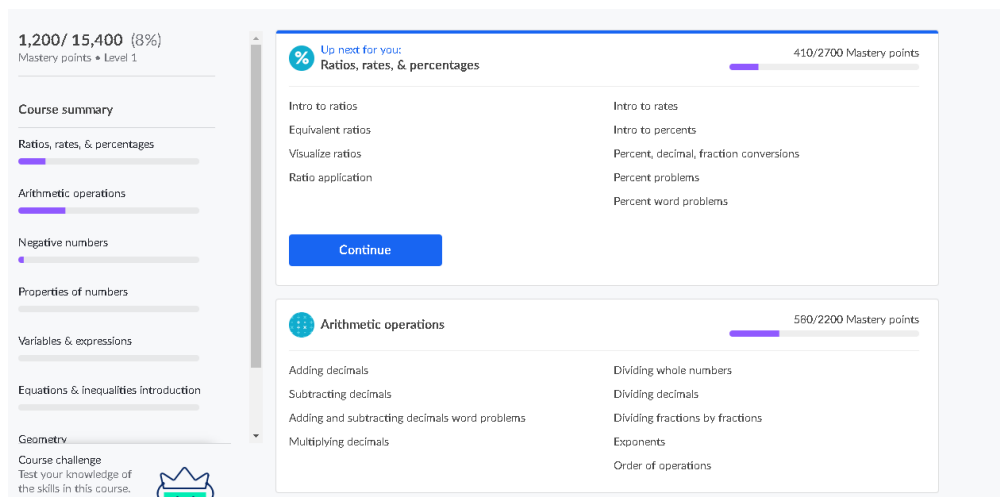 1,200/ 15,400 (8%)
Mastery points • Level 1
Course summary
Ratios, rates, & percentages
Arithmetic operations
Negative numbers
Properties of numbers
Variables & expressions
Equations & inequalities introduction
Geometry
Course challenge
Test your knowledge of
the skills in this course.
Up next for you:
Ratios, rates, & percentages
410/2700 Mastery points
Intro to ratios
Equivalent ratios
Visualize ratios
Ratio application
Intro to rates
Intro to percents
Percent, decimal, fraction conversions
Percent problems
Percent word problems
Continue
Arithmetic operations
580/2200 Mastery points
Adding decimals
Subtracting decimals
Adding and subtracting decimals word problems
Multiplying decimals
Dividing whole numbers
Dividing decimals
Dividing fractions by fractions
Exponents
Order of operations